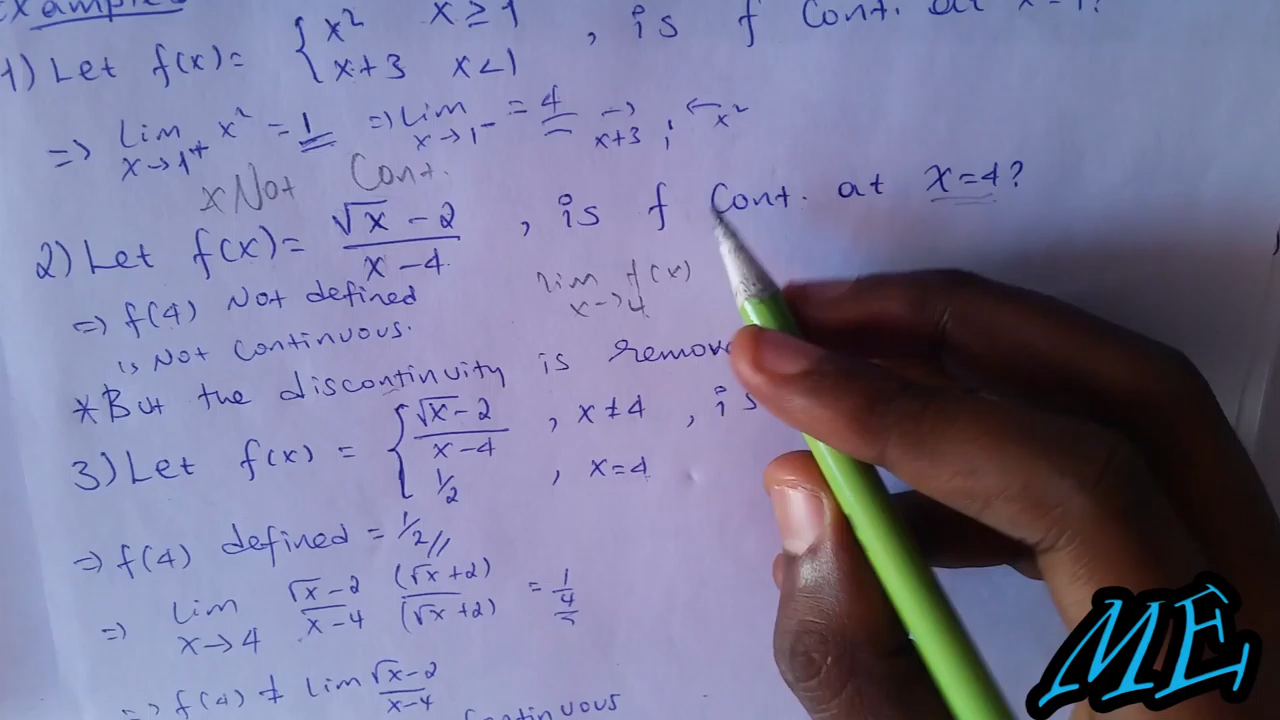 Examples
1) Let f(x) = { x² x ≥ 1 , is f Cont. at x=1?
x+3 x<1
=> lim x→1⁺ x² = 1 => lim x→1⁻ = 4 → x+3 ; ← x²
x Not Cont.
2) Let f(x) = (√x - 2)/(x - 4) , is f Cont. at x=4?
=> f(4) Not defined lim x→4 f(x)
is Not continuous.
*But the discontinuity is remov
3) Let f(x) = { (√x - 2)/(x - 4) , x ≠ 4 , is
1/2 , x=4
=> f(4) defined = 1/2
=> lim x→4 (√x - 2)/(x - 4) (√x + 2)/(√x + 2) = 1/4
=> f(4) ≠ lim (√x - 2)/(x - 4)
Continuous
ME